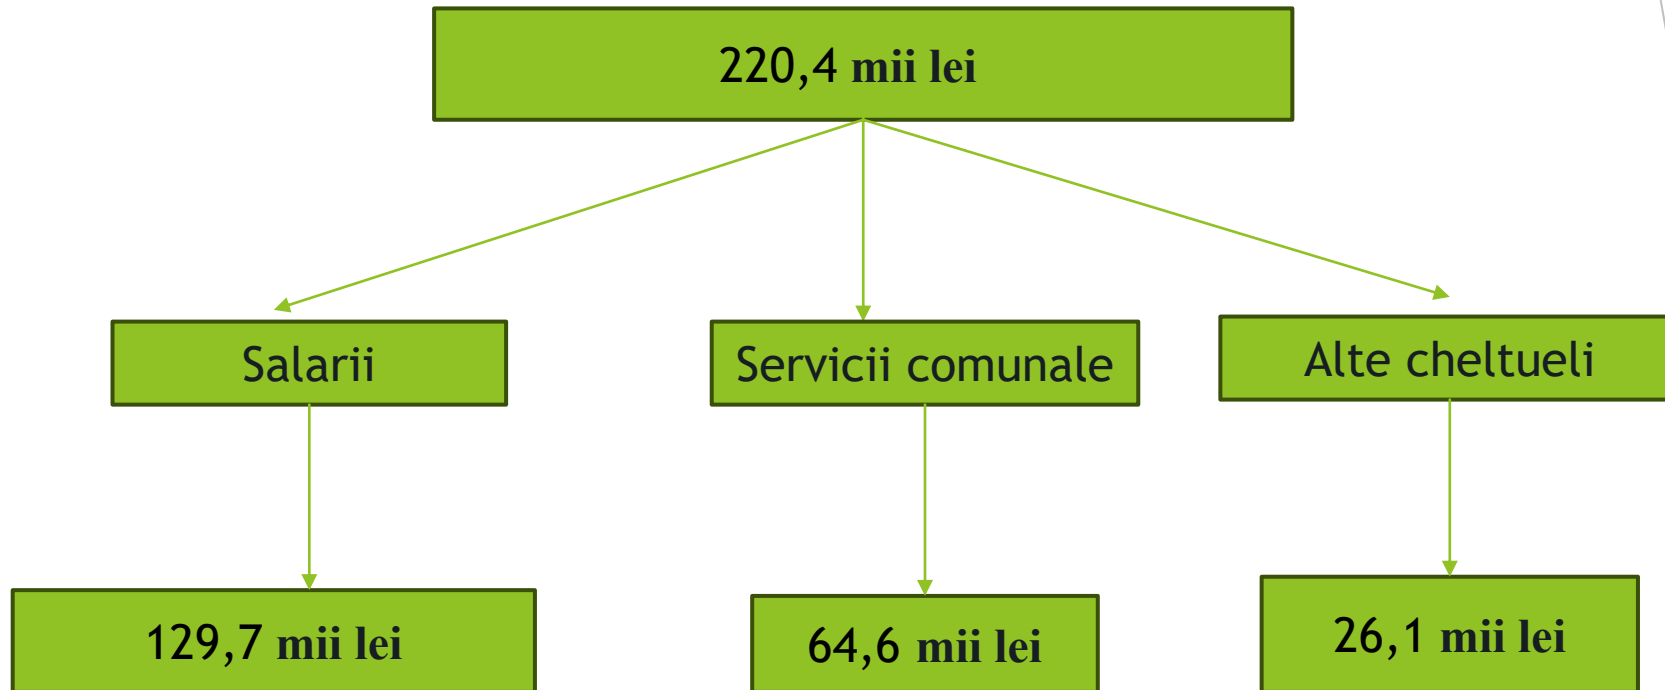 220,4 mii lei
Salarii
Servicii comunale
Alte cheltueli
129,7 mii lei
64,6 mii lei
26,1 mii lei